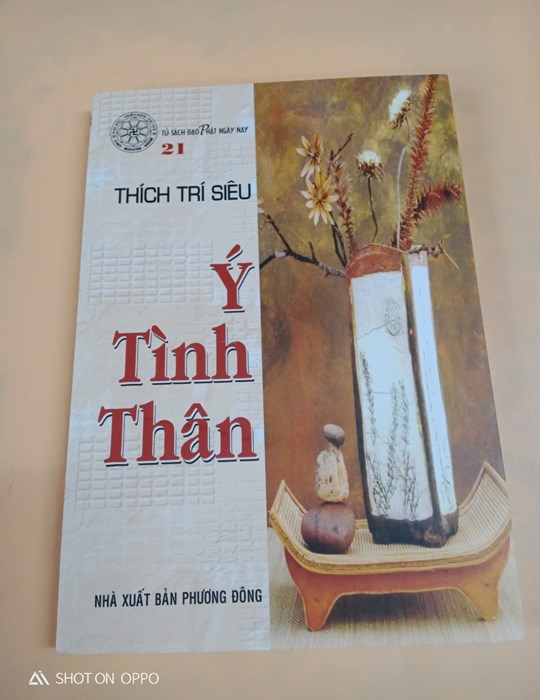 TỦ SÁCH ĐẠO PHẬT NGÀY NAY
21
THÍCH TRÍ SIÊU
Ý
Tình
Thân
NHÀ XUẤT BẢN PHƯƠNG ĐÔNG
SHOT ON OPPO